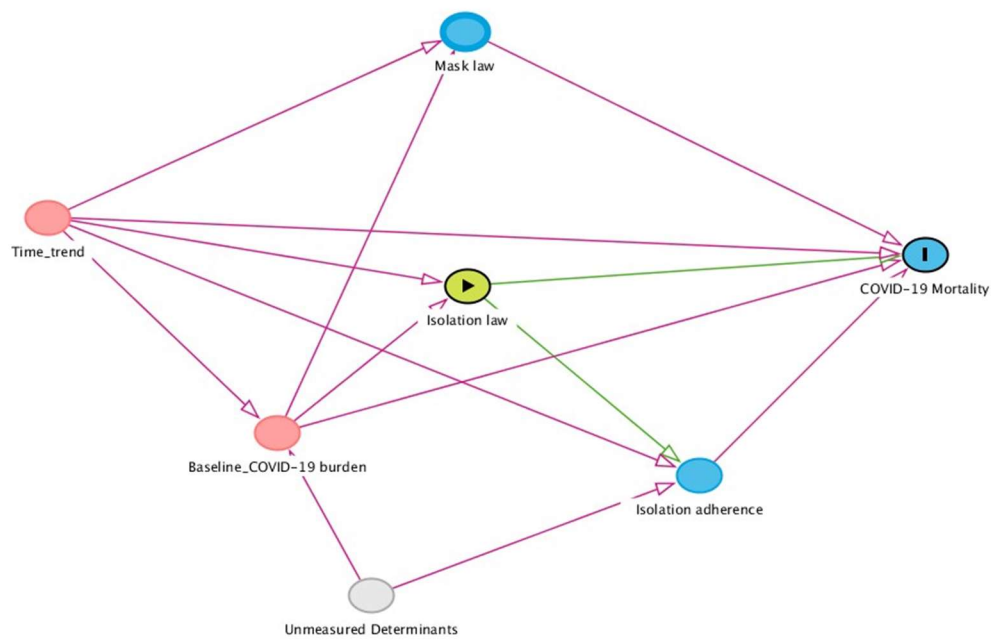 Mask law
Time_trend
COVID-19 Mortality
Isolation law
Baseline_COVID-19 burden
Isolation adherence
Unmeasured Determinants